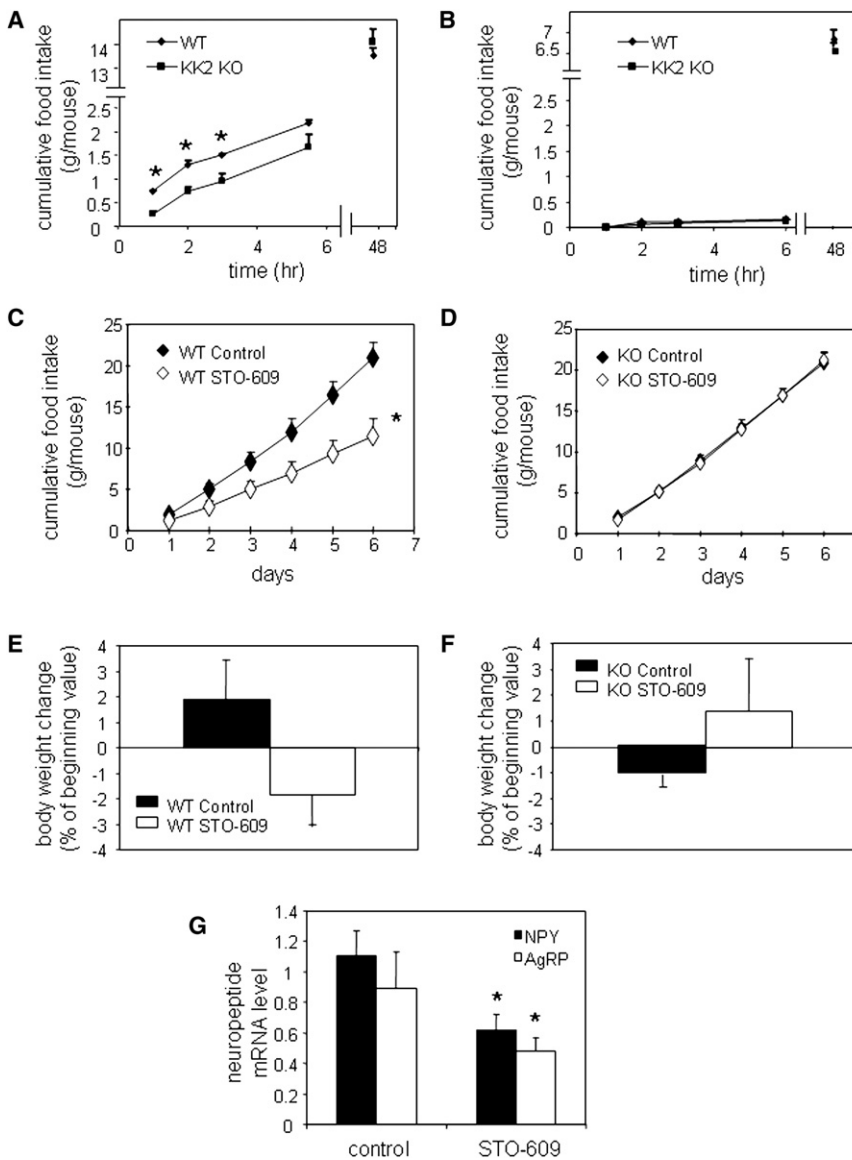 A
cumulative food intake
(g/mouse)
14
13
2.5
2
1.5
1
0.5
0
WT
KK2 KO
*
*
*
0
2
4
6
48
time (hr)
B
cumulative food intake
(g/mouse)
7
6.5
2.5
2
1.5
1
0.5
0
WT
KK2 KO
0
2
4
6
48
time (hr)
C
cumulative food intake
(g/mouse)
25
20
15
10
5
0
WT Control
WT STO-609
*
0
1
2
3
4
5
6
7
days
D
cumulative food intake
(g/mouse)
25
20
15
10
5
0
KO Control
KO STO-609
0
1
2
3
4
5
6
days
E
body weight change
(% of beginning value)
4
3
2
1
0
-1
-2
-3
-4
WT Control
WT STO-609
F
body weight change
(% of beginning value)
4
3
2
1
0
-1
-2
-3
-4
KO Control
KO STO-609
G
neuropeptide
mRNA level
1.4
1.2
1
0.8
0.6
0.4
0.2
0
NPY
AgRP
*
*
control
STO-609